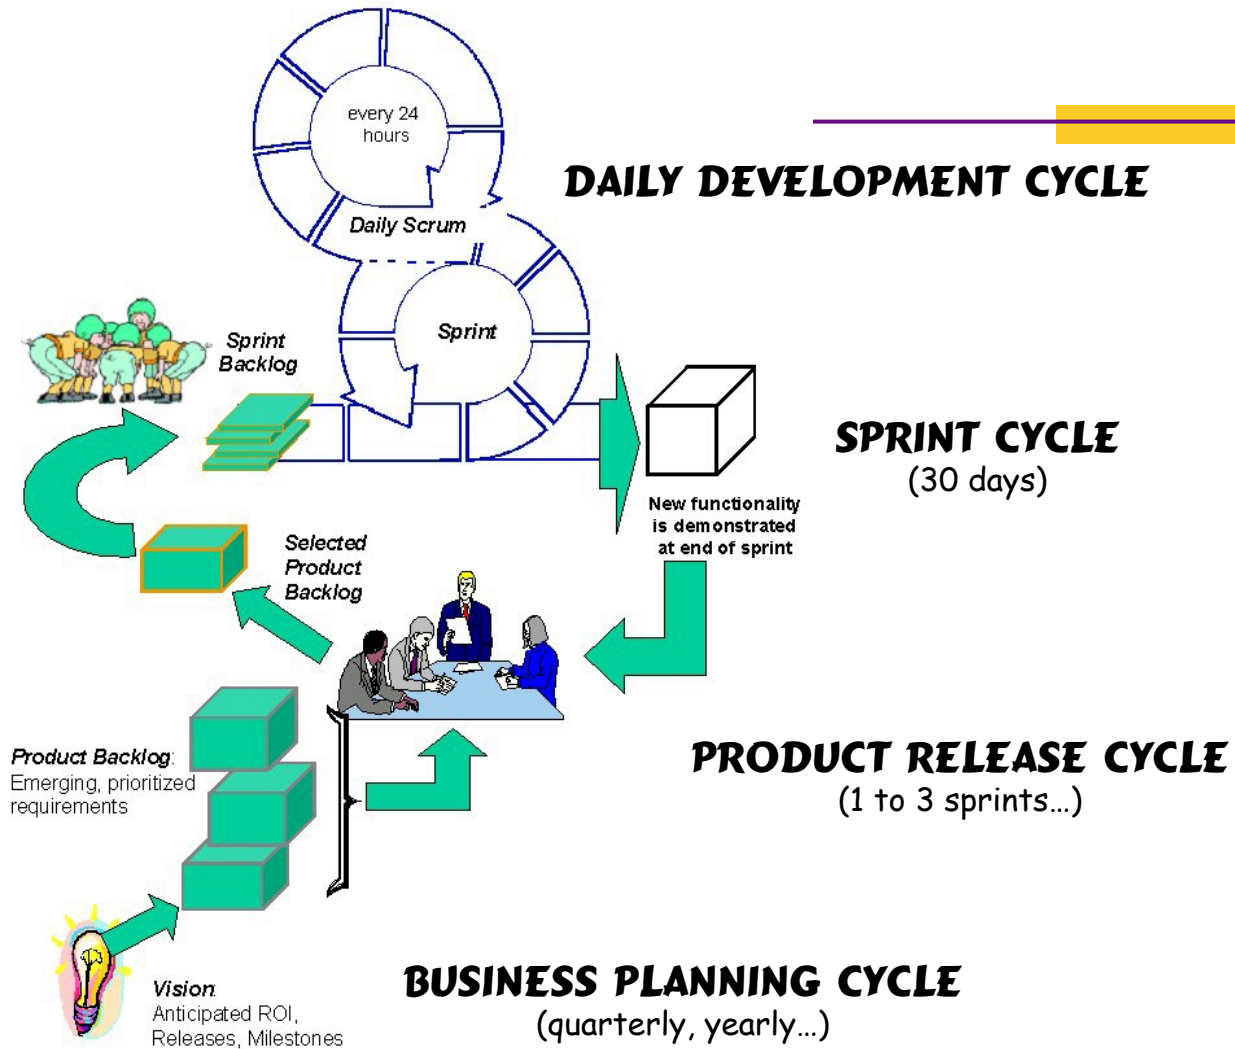 every 24
hours
DAILY DEVELOPMENT CYCLE
Daily Scrum
Sprint
Backlog
Sprint
SPRINT CYCLE
(30 days)
New functionality
is demonstrated
at end of sprint
Selected
Product
Backlog
PRODUCT RELEASE CYCLE
(1 to 3 sprints…)
Product Backlog:
Emerging, prioritized
requirements
BUSINESS PLANNING CYCLE
(quarterly, yearly…)
Vision:
Anticipated ROI,
Releases, Milestones